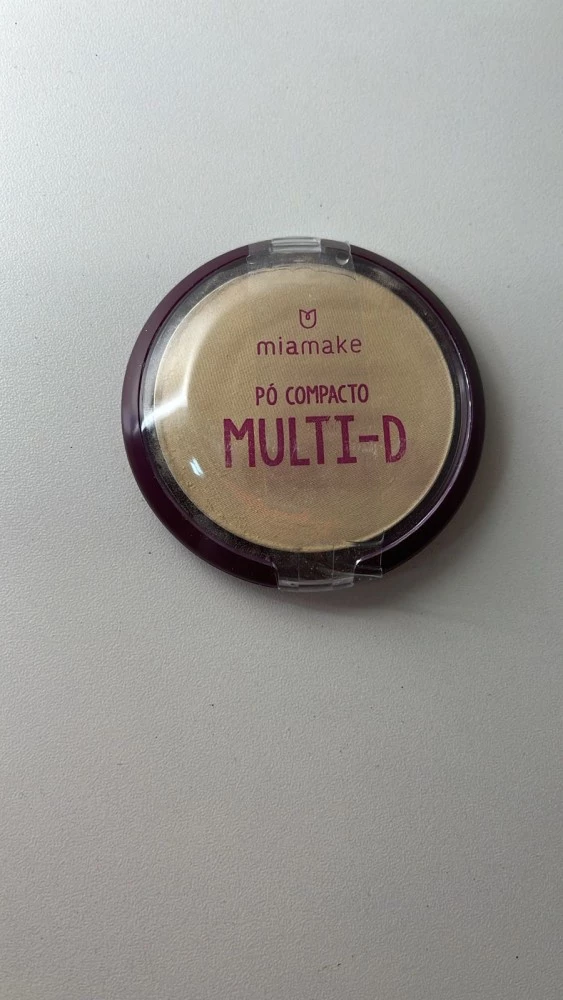 miamake
PÓ COMPACTO
MULTI-D